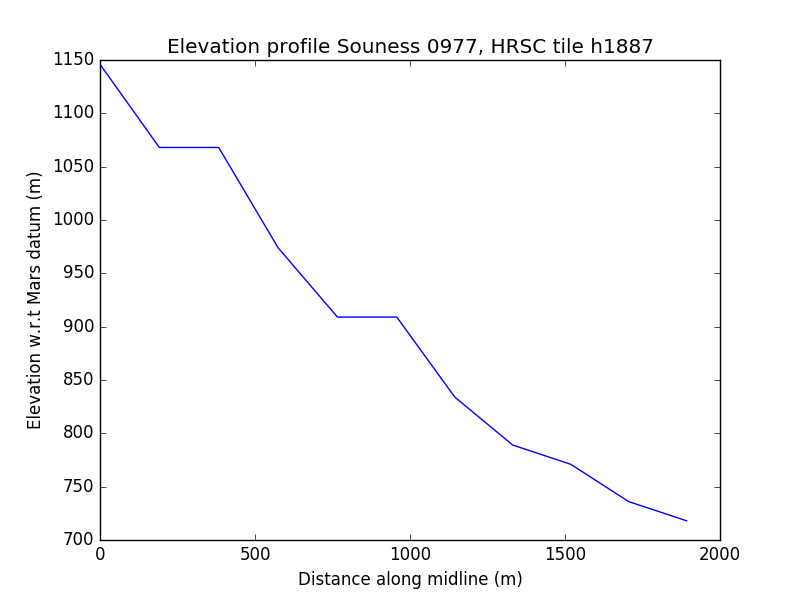 Elevation profile Souness 0977, HRSC tile h1887
1150
1100
1050
1000
950
900
850
800
750
700
Elevation w.r.t Mars datum (m)
0 500 1000 1500 2000
Distance along midline (m)